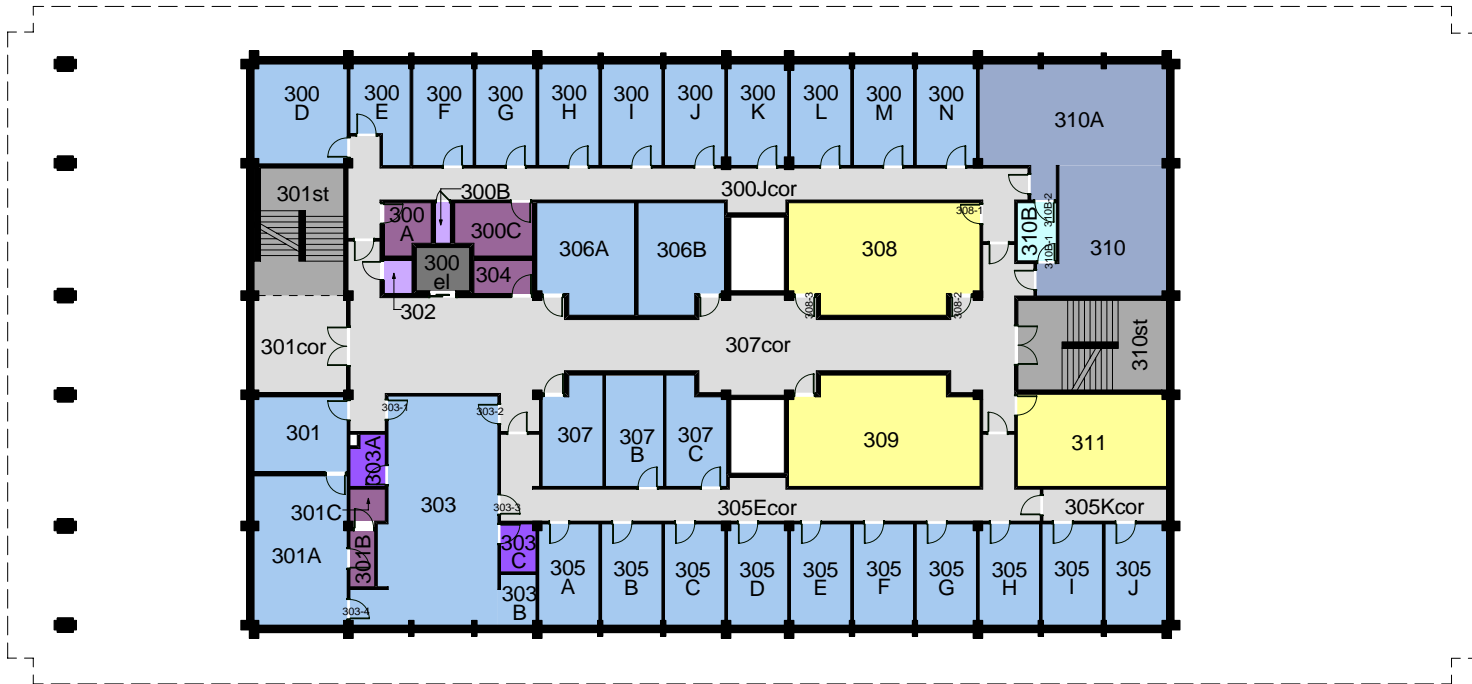 300
D
300
E
300
F
300
G
300
H
300
I
300
J
300
K
300
L
300
M
300
N
310A
301st
300B
300Jcor
300
A
300C
310B
310B-2
310B-1
308-1
306A
306B
308
310
300
el
304
302
308-3
308-2
301cor
307cor
310st
303-1
303-2
301
303A
307
307
B
307
C
309
311
301C
303
303-3
305Ecor
305Kcor
301A
301B
303
C
303
B
303-4
305
A
305
B
305
C
305
D
305
E
305
F
305
G
305
H
305
I
305
J